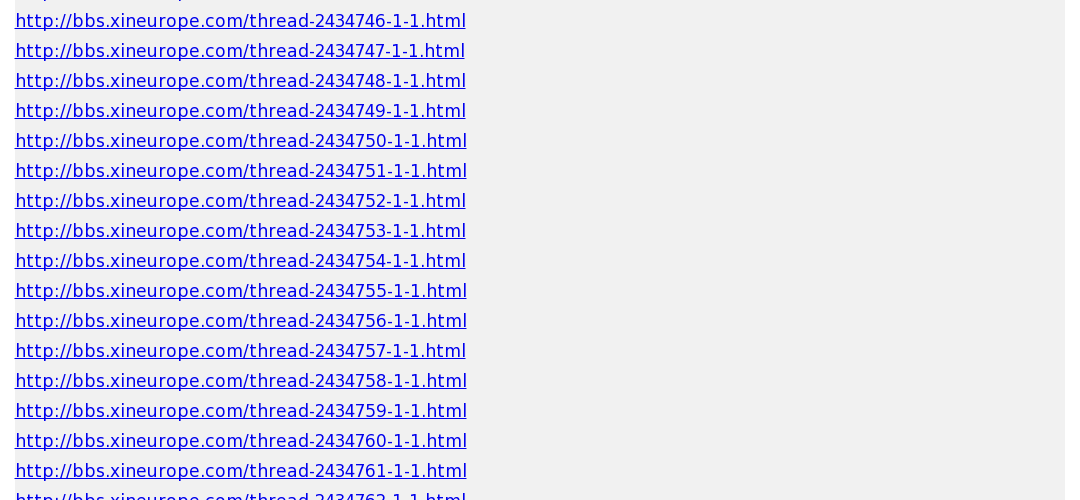 http://bbs.xineurope.com/thread-2434746-1-1.html
http://bbs.xineurope.com/thread-2434747-1-1.html
http://bbs.xineurope.com/thread-2434748-1-1.html
http://bbs.xineurope.com/thread-2434749-1-1.html
http://bbs.xineurope.com/thread-2434750-1-1.html
http://bbs.xineurope.com/thread-2434751-1-1.html
http://bbs.xineurope.com/thread-2434752-1-1.html
http://bbs.xineurope.com/thread-2434753-1-1.html
http://bbs.xineurope.com/thread-2434754-1-1.html
http://bbs.xineurope.com/thread-2434755-1-1.html
http://bbs.xineurope.com/thread-2434756-1-1.html
http://bbs.xineurope.com/thread-2434757-1-1.html
http://bbs.xineurope.com/thread-2434758-1-1.html
http://bbs.xineurope.com/thread-2434759-1-1.html
http://bbs.xineurope.com/thread-2434760-1-1.html
http://bbs.xineurope.com/thread-2434761-1-1.html